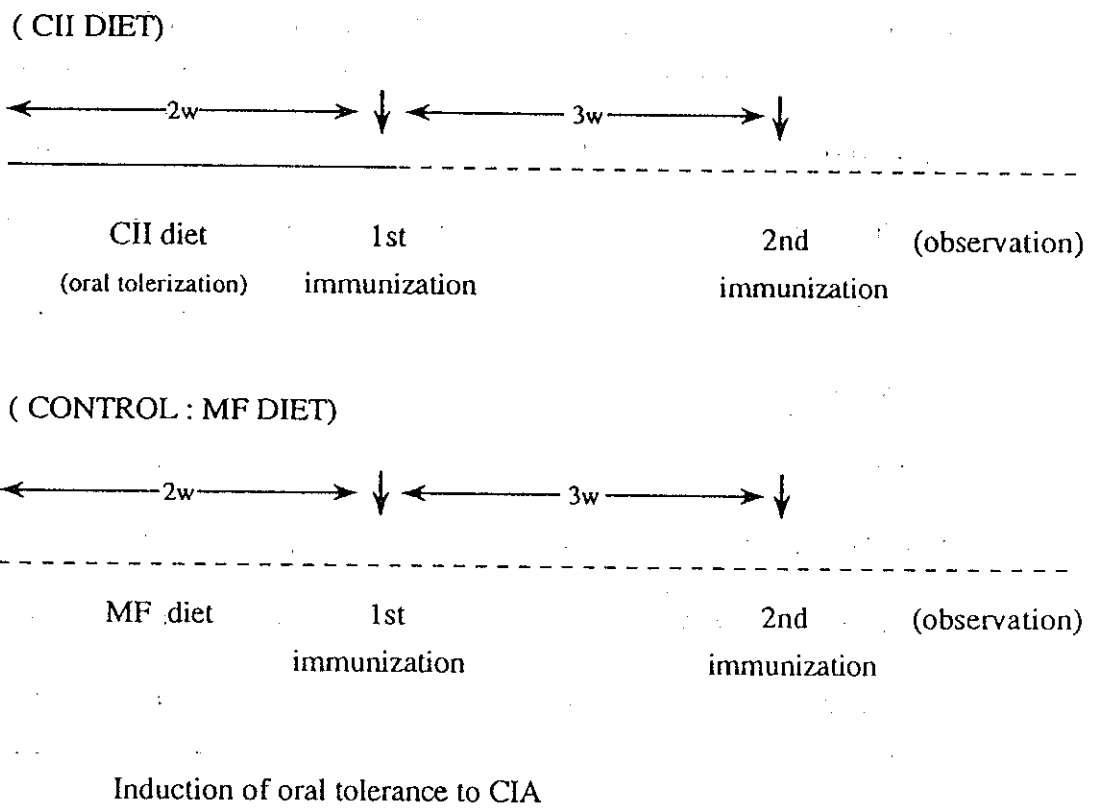 ( CII DIET)
2w 3w
CII diet 1st 2nd (observation)
(oral tolerization) immunization immunization
( CONTROL : MF DIET)
2w 3w
MF diet 1st 2nd (observation)
immunization immunization
Induction of oral tolerance to CIA